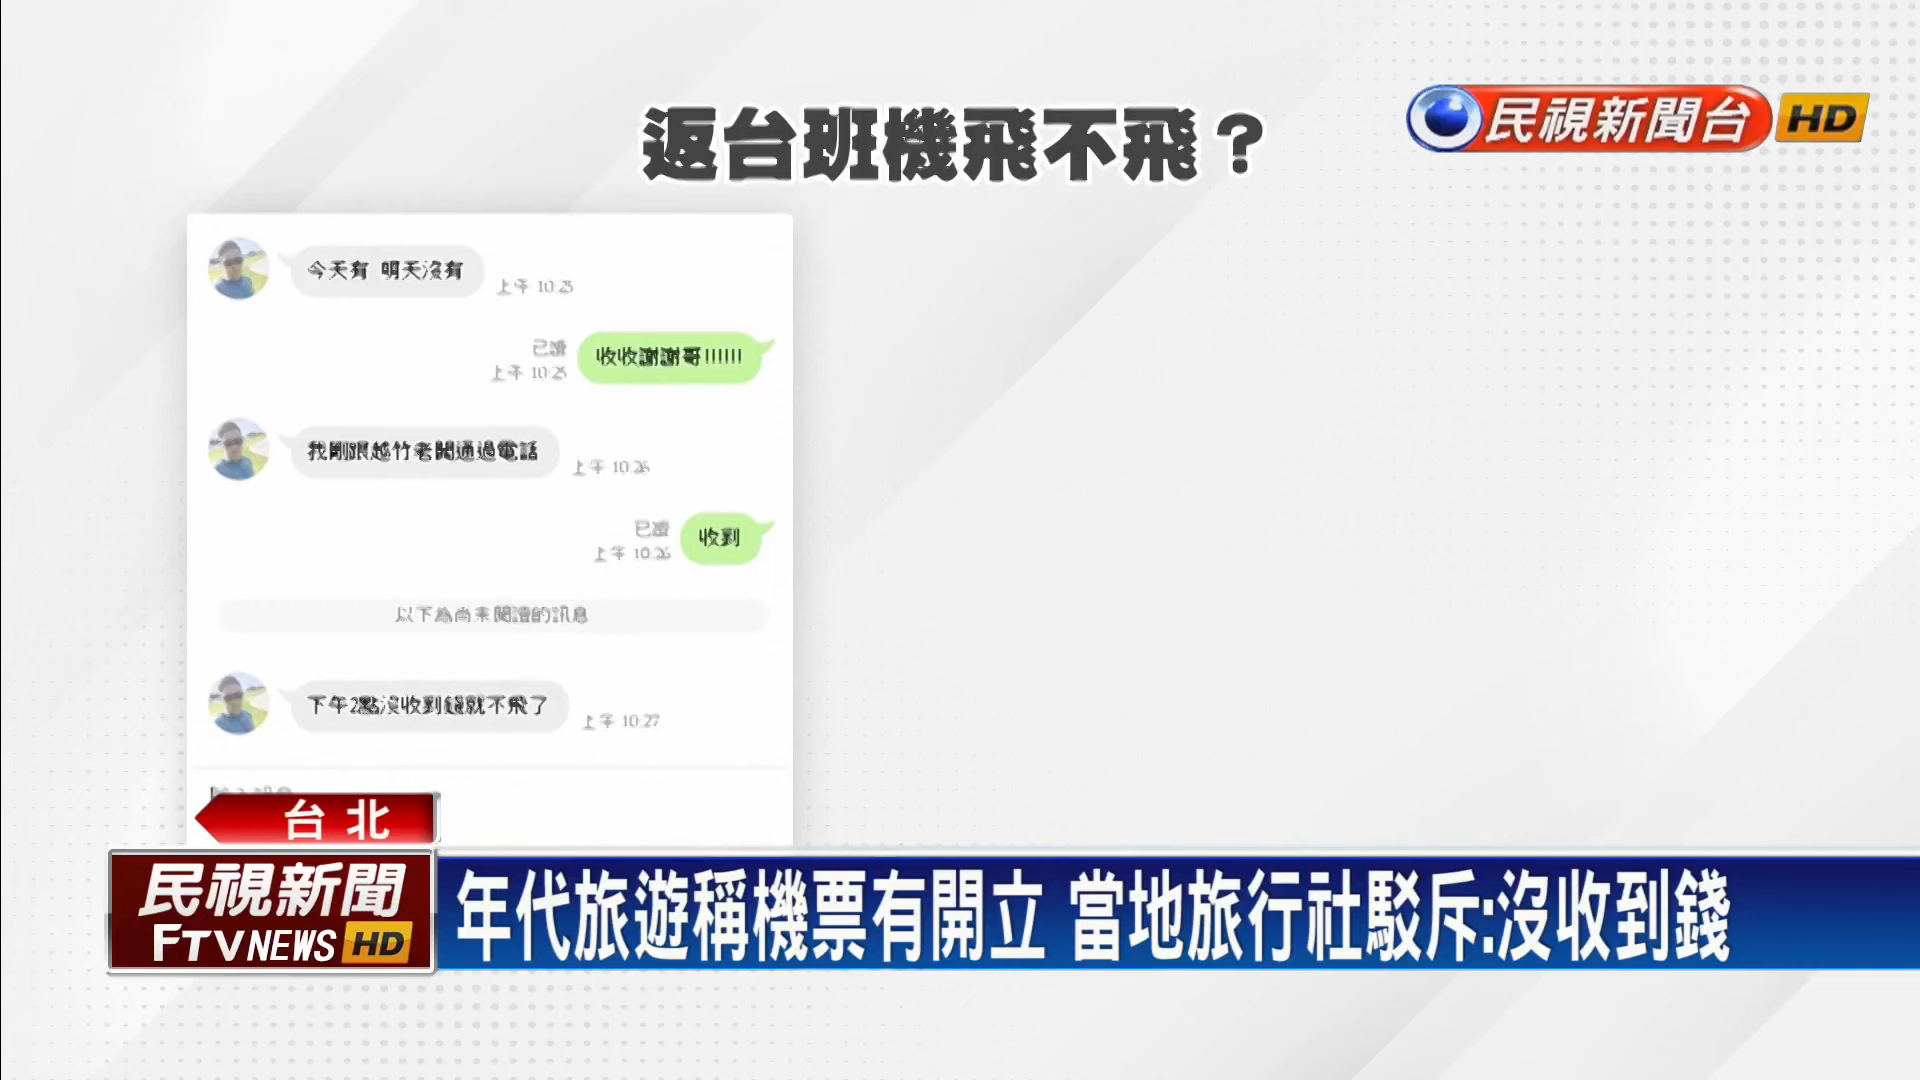 返台班機飛不飛？
民視新聞台 HD
今天有 明天沒有
上午 10:25
已讀
上午 10:25
收收謝謝哥!!!!!!
我剛跟越竹老闆通過電話
上午 10:26
已讀
上午 10:26
收到
以下為尚未閱讀的訊息
下午2點沒收到錢就不飛了
上午 10:27
台北
民視新聞
FTVNEWS HD
年代旅遊稱機票有開立 當地旅行社駁斥:沒收到錢